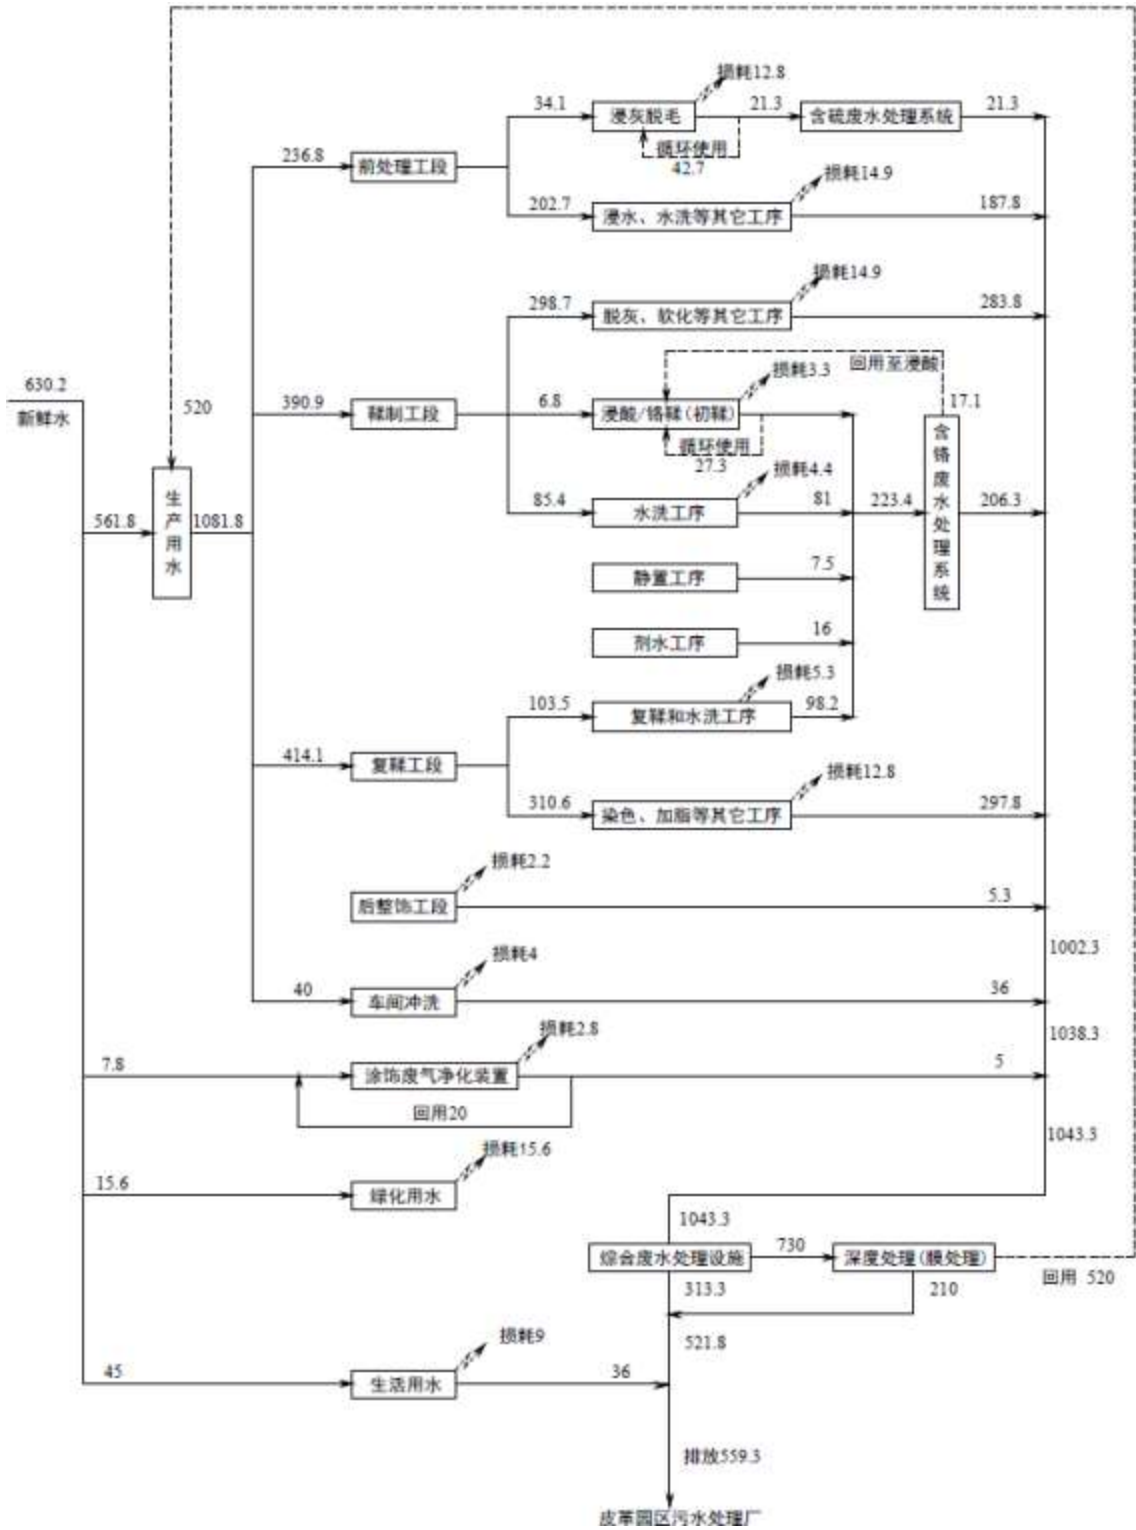 损耗12.8
34.1
浸灰脱毛
21.3
含硫废水处理系统
21.3
循环使用
42.7
236.8
前处理工段
损耗14.9
202.7
浸水、水洗等其它工序
187.8
损耗14.9
298.7
脱灰、软化等其它工序
283.8
回用至浸酸
630.2
新鲜水
520
390.9
鞣制工段
6.8
浸酸/铬鞣(初鞣)
损耗3.3
17.1
循环使用
27.3
含铬废水处理系统
生产用水
561.8
1081.8
损耗4.4
85.4
水洗工序
81
223.4
206.3
静置工序
7.5
剂水工序
16
损耗5.3
103.5
复鞣和水洗工序
98.2
414.1
复鞣工段
损耗12.8
310.6
染色、加脂等其它工序
297.8
损耗2.2
后整饰工段
5.3
1002.3
损耗4
40
车间冲洗
36
1038.3
损耗2.8
7.8
涂饰废气净化装置
5
回用20
1043.3
损耗15.6
15.6
绿化用水
1043.3
综合废水处理设施
730
深度处理(膜处理)
回用 520
313.3
210
521.8
损耗9
45
生活用水
36
排放559.3
皮革园区污水处理厂